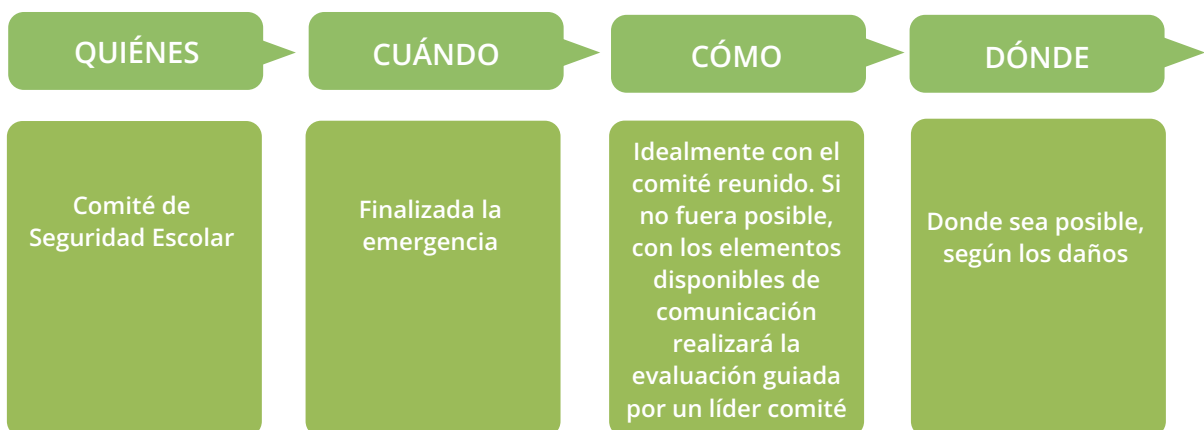 QUIÉNES
CUÁNDO
CÓMO
DÓNDE
Comité de
Seguridad Escolar
Finalizada la
emergencia
Idealmente con el
comité reunido. Si
no fuera posible,
con los elementos
disponibles de
comunicación
realizará la
evaluación guiada
por un líder comité
Donde sea posible,
según los daños